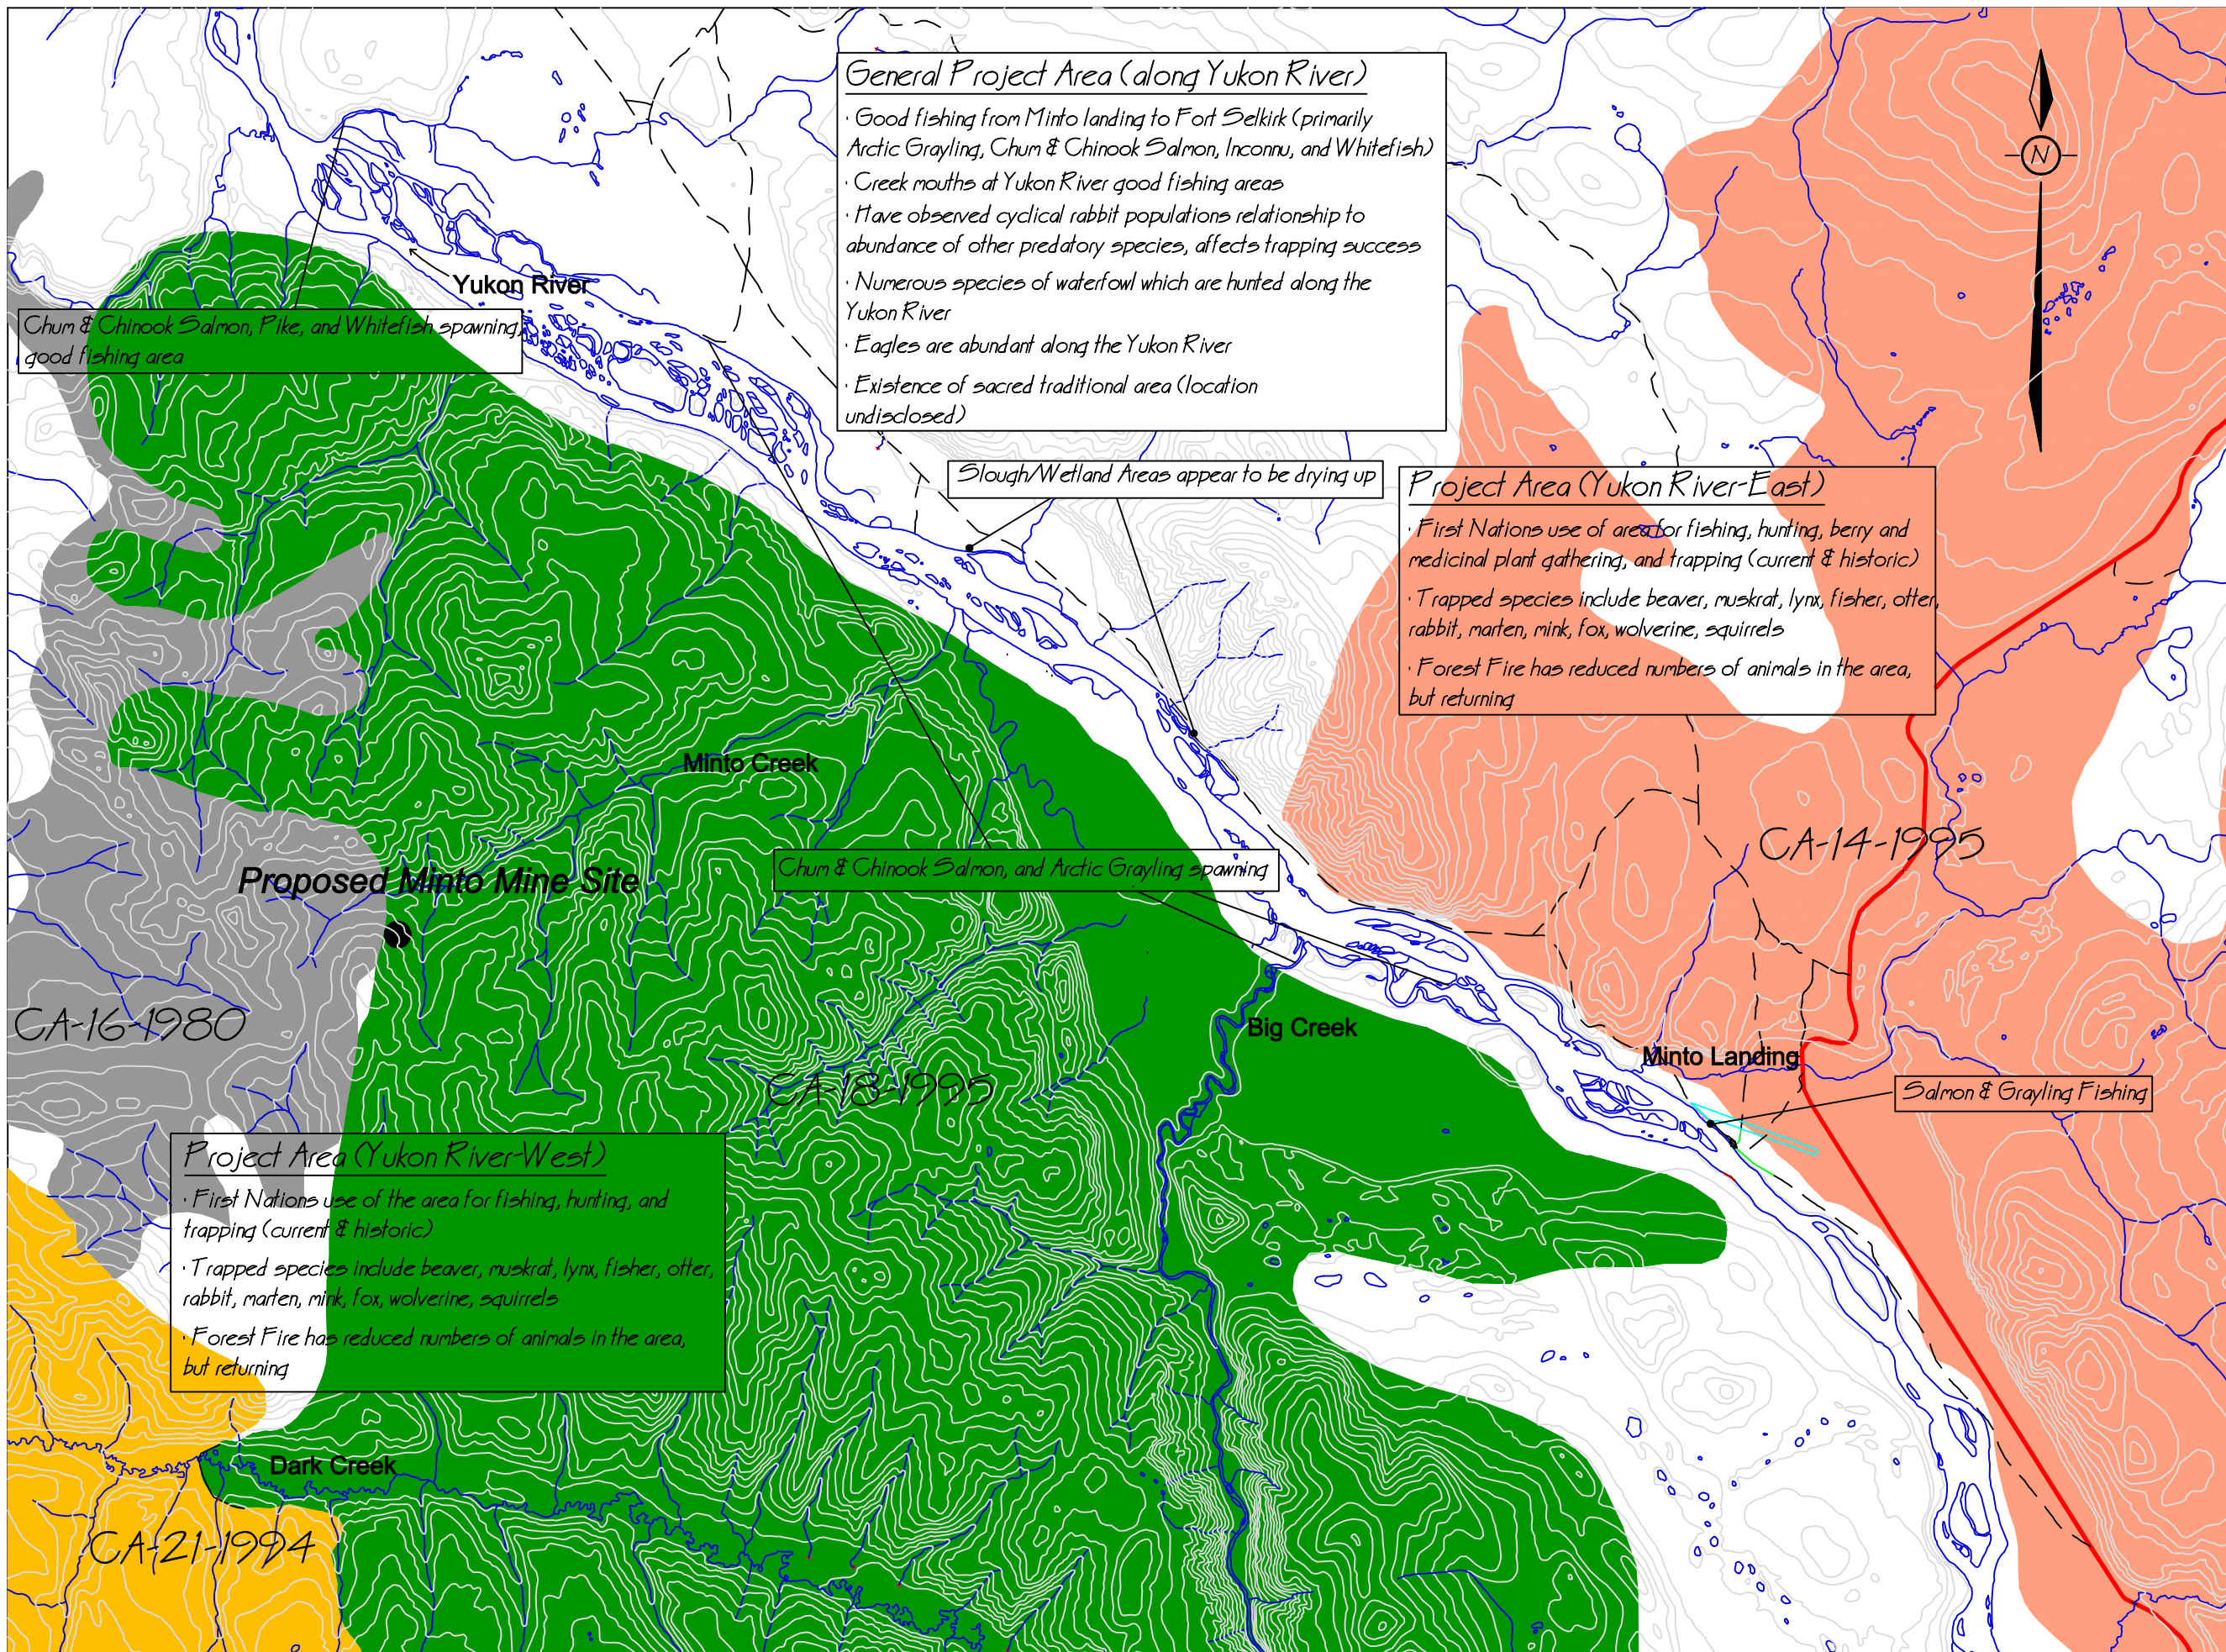 General Project Area (along Yukon River)
· Good fishing from Minto landing to Fort Selkirk (primarily
Arctic Grayling, Chum & Chinook Salmon, Inconnu, and Whitefish)
· Creek mouths at Yukon River good fishing areas
· Have observed cyclical rabbit populations relationship to
abundance of other predatory species, affects trapping success
· Numerous species of waterfowl which are hunted along the
Yukon River
· Eagles are abundant along the Yukon River
· Existence of sacred traditional area (location
undisclosed)
N
Yukon River
Chum & Chinook Salmon, Pike, and Whitefish spawning,
good fishing area
Slough/Wetland Areas appear to be drying up
Project Area (Yukon River-East)
· First Nations use of area for fishing, hunting, berry and
medicinal plant gathering, and trapping (current & historic)
· Trapped species include beaver, muskrat, lynx, fisher, otter,
rabbit, marten, mink, fox, wolverine, squirrels
· Forest Fire has reduced numbers of animals in the area,
but returning
Minto Creek
CA-14-1995
Chum & Chinook Salmon, and Arctic Grayling spawning
Proposed Minto Mine Site
CA-16-1980
Big Creek
Minto Landing
CA-18-1995
Salmon & Grayling Fishing
Project Area (Yukon River-West)
· First Nations use of the area for fishing, hunting, and
trapping (current & historic)
· Trapped species include beaver, muskrat, lynx, fisher, otter,
rabbit, marten, mink, fox, wolverine, squirrels
· Forest Fire has reduced numbers of animals in the area,
but returning
Dark Creek
CA-21-1994